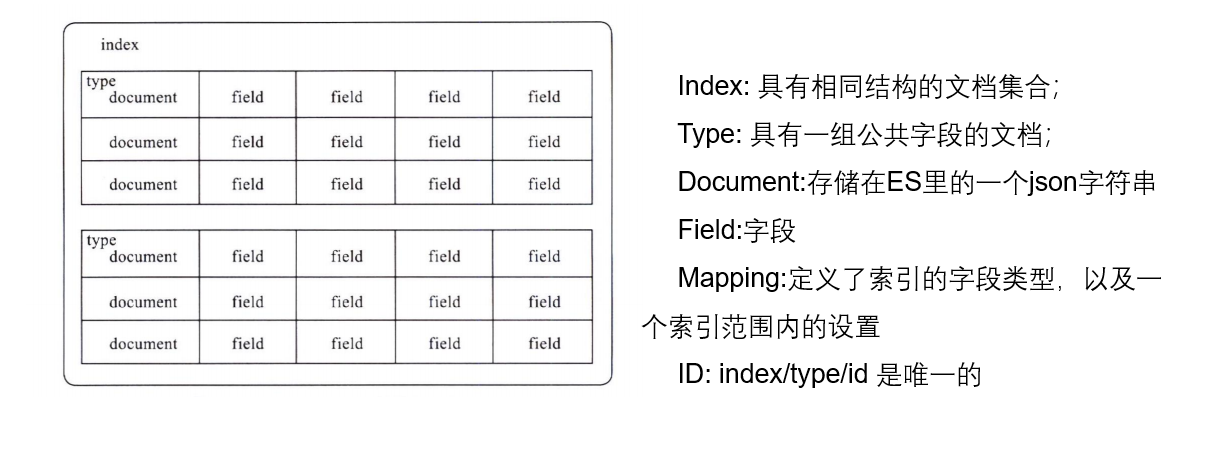 index
type
document field field field field
document field field field field
document field field field field
type
document field field field field
document field field field field
document field field field field
Index: 具有相同结构的文档集合；
Type: 具有一组公共字段的文档；
Document:存储在ES里的一个json字符串
Field:字段
Mapping:定义了索引的字段类型，以及一
个索引范围内的设置
ID: index/type/id 是唯一的